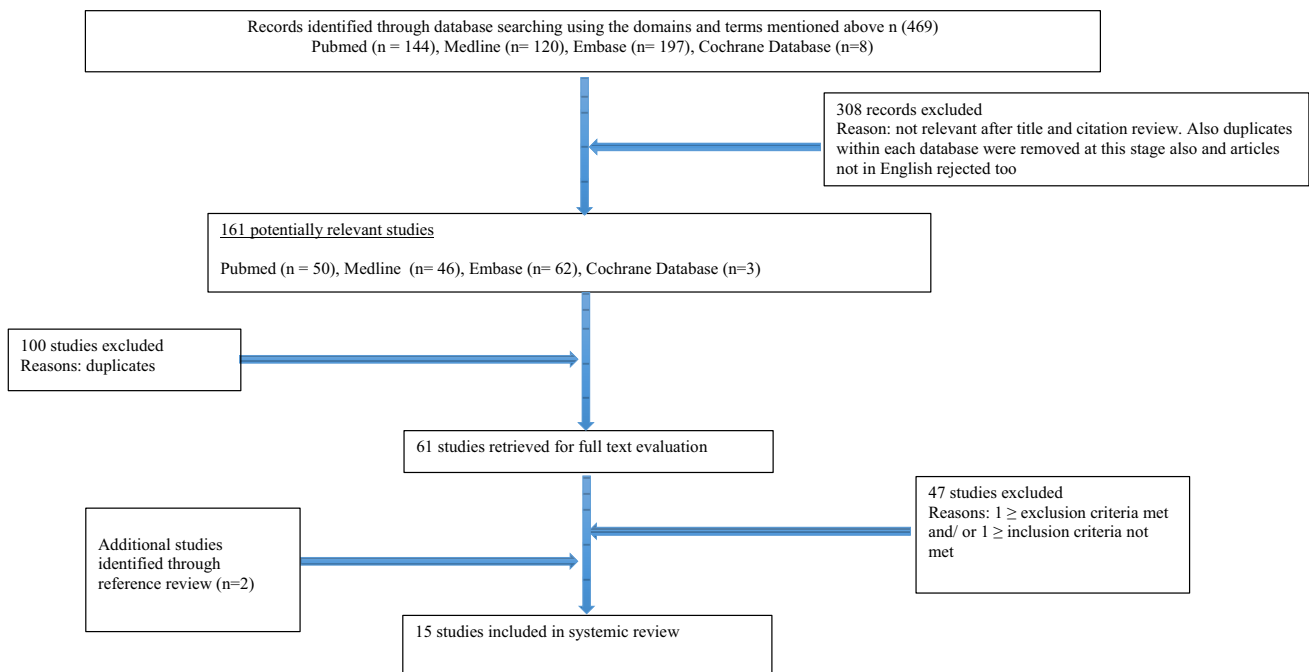 Records identified through database searching using the domains and terms mentioned above n (469)
Pubmed (n = 144), Medline (n= 120), Embase (n= 197), Cochrane Database (n=8)
308 records excluded
Reason: not relevant after title and citation review. Also duplicates
within each database were removed at this stage also and articles
not in English rejected too
161 potentially relevant studies
Pubmed (n = 50), Medline (n= 46), Embase (n= 62), Cochrane Database (n=3)
100 studies excluded
Reasons: duplicates
61 studies retrieved for full text evaluation
47 studies excluded
Reasons: 1 ≥ exclusion criteria met
and/ or 1 ≥ inclusion criteria not
met
Additional studies
identified through
reference review (n=2)
15 studies included in systemic review